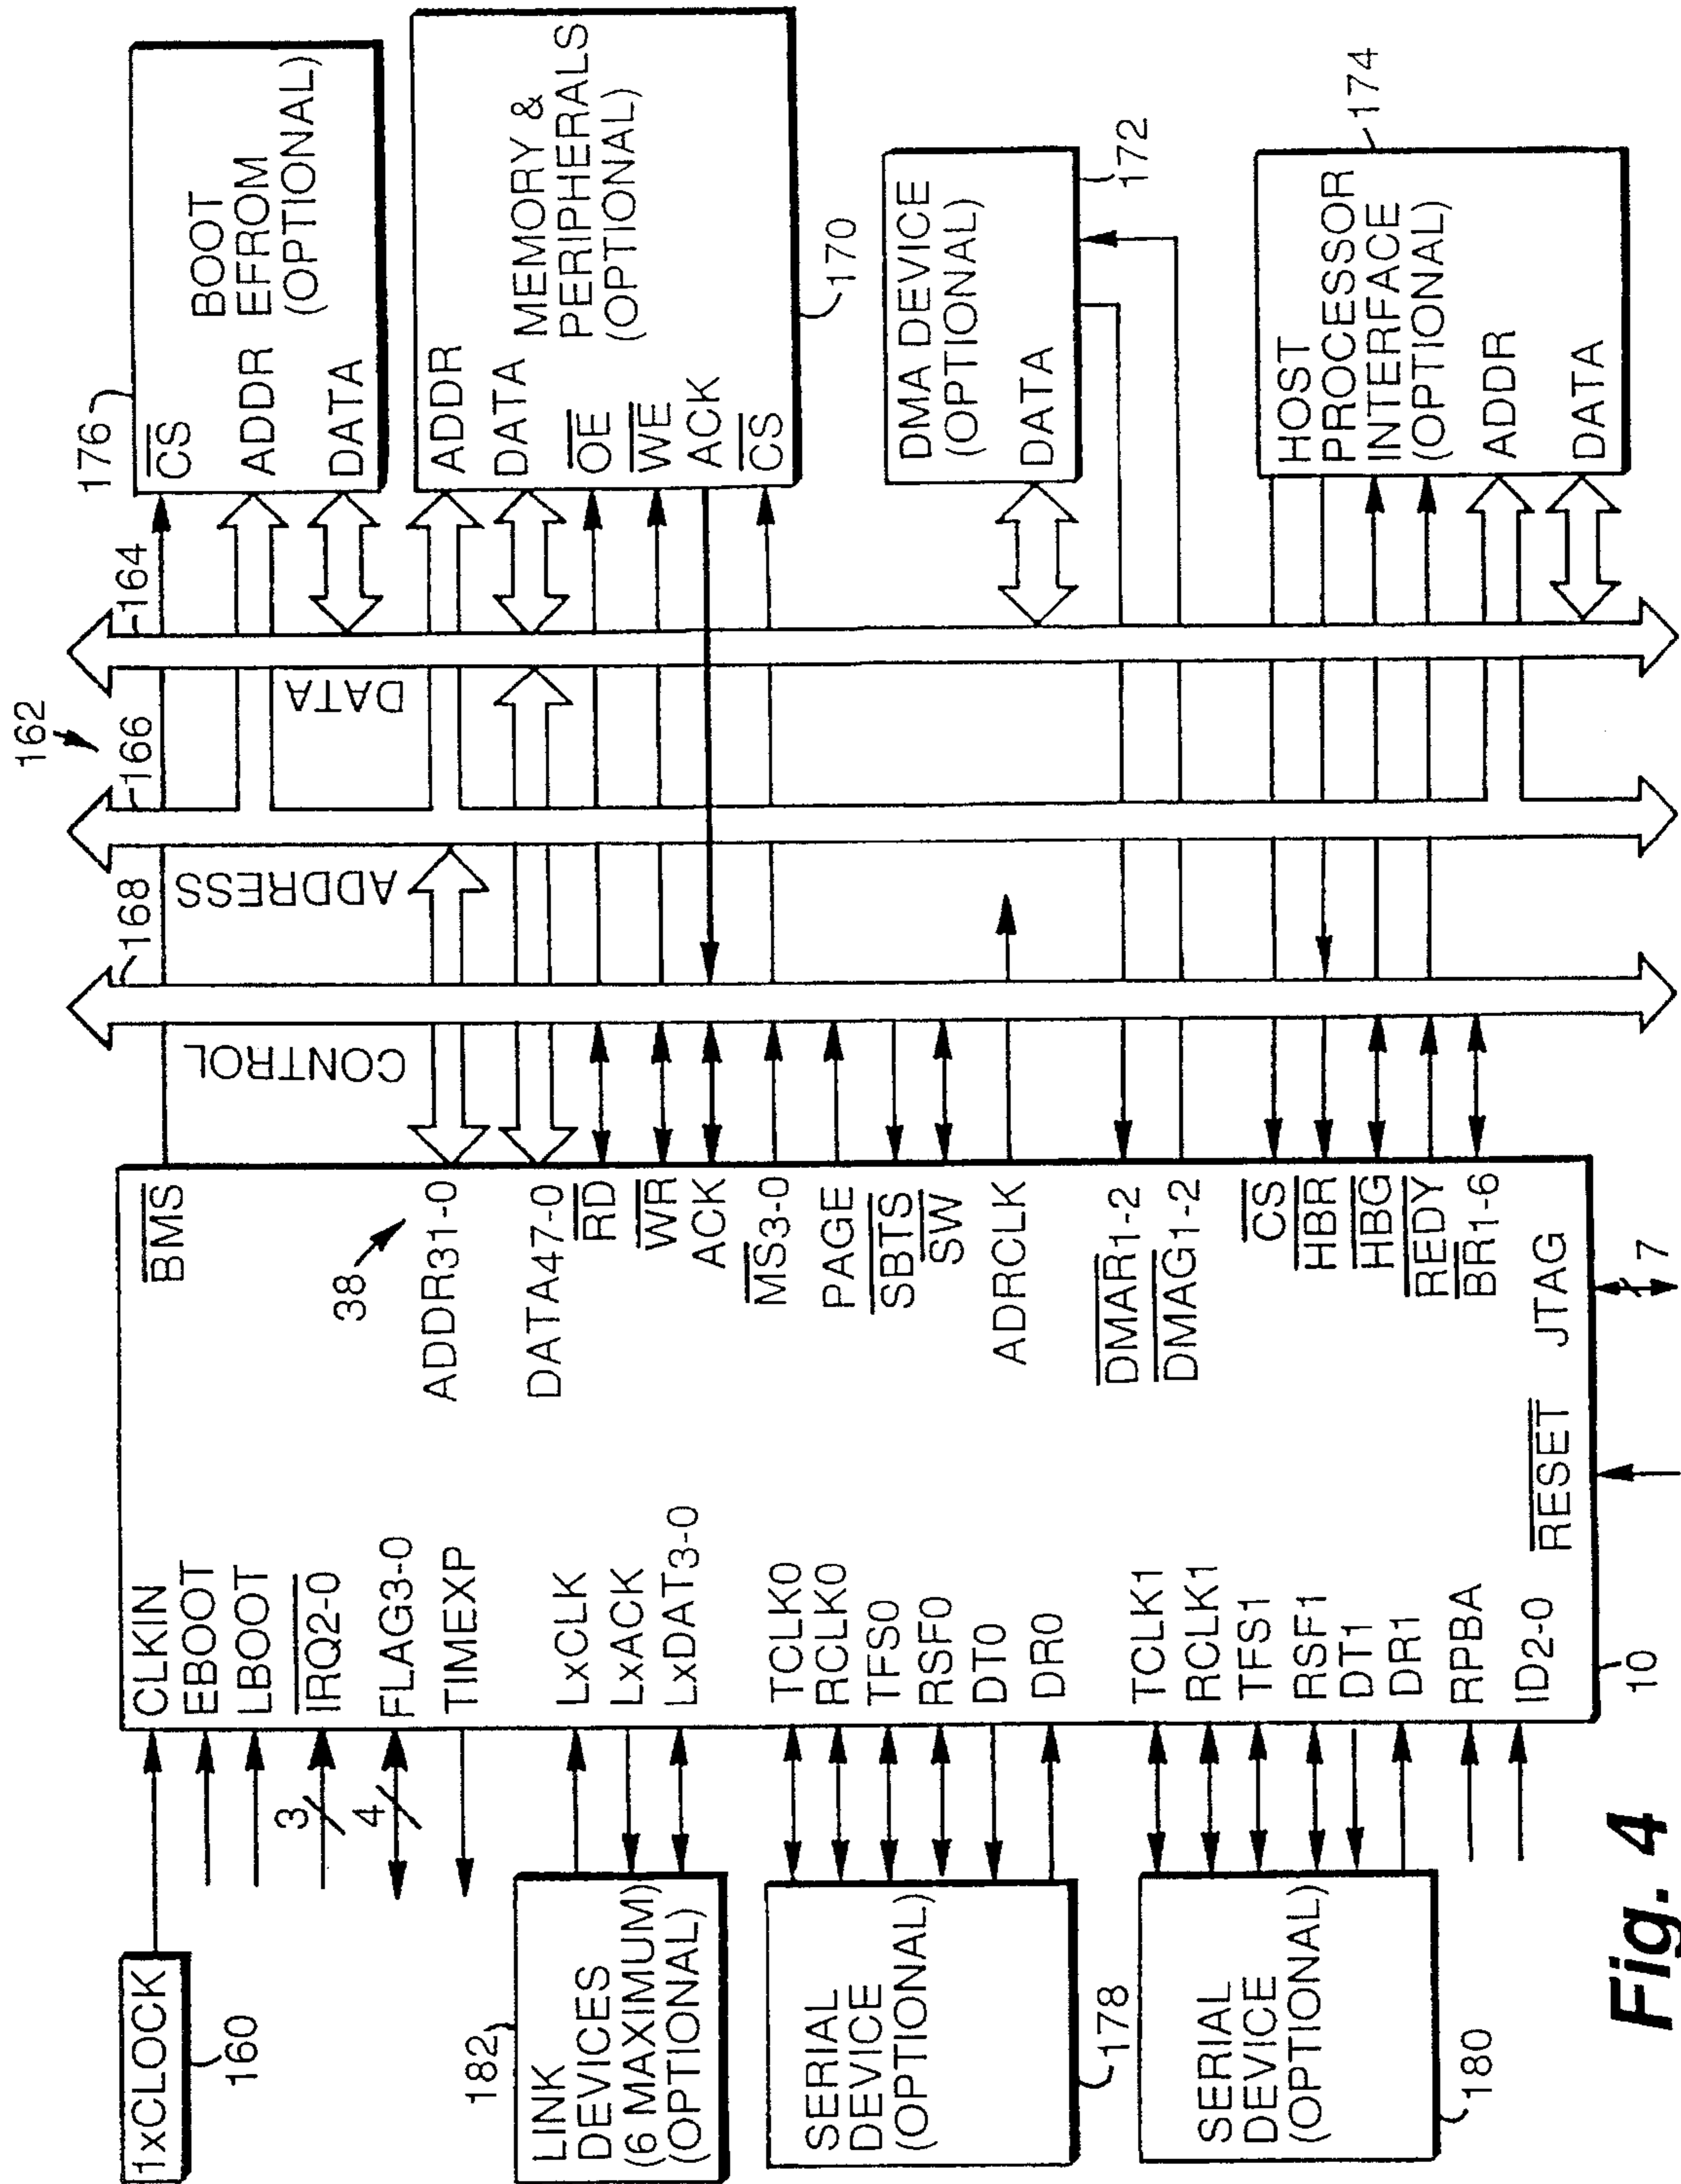 1xCLOCK
160
182
LINK
DEVICES
(6 MAXIMUM)
(OPTIONAL)
SERIAL
DEVICE
(OPTIONAL)
178
SERIAL
DEVICE
(OPTIONAL)
180
3
4
CLKIN
EBOOT
LBOOT
IRQ2-0
FLAG3-0
TIMEXP
LxCLK
LxACK
LxDAT3-0
TCLK0
RCLK0
TFS0
RSF0
DT0
DR0
TCLK1
RCLK1
TFS1
RSF1
DT1
DR1
RPBA
ID2-0
10
RESET
JTAG
7
BMS
38
ADDR31-0
DATA47-0
RD
WR
ACK
MS3-0
PAGE
SBTS
SW
ADRCLK
DMAR1-2
DMAG1-2
CS
HBR
HBG
REDY
BR1-6
162
168
CONTROL
166
ADDRESS
164
DATA
176
CS
ADDR
DATA
BOOT
EFROM
(OPTIONAL)
ADDR
DATA
OE
WE
ACK
CS
MEMORY &
PERIPHERALS
(OPTIONAL)
170
DMA DEVICE
(OPTIONAL)
DATA
172
HOST
PROCESSOR
INTERFACE
(OPTIONAL)
ADDR
DATA
174
Fig. 4